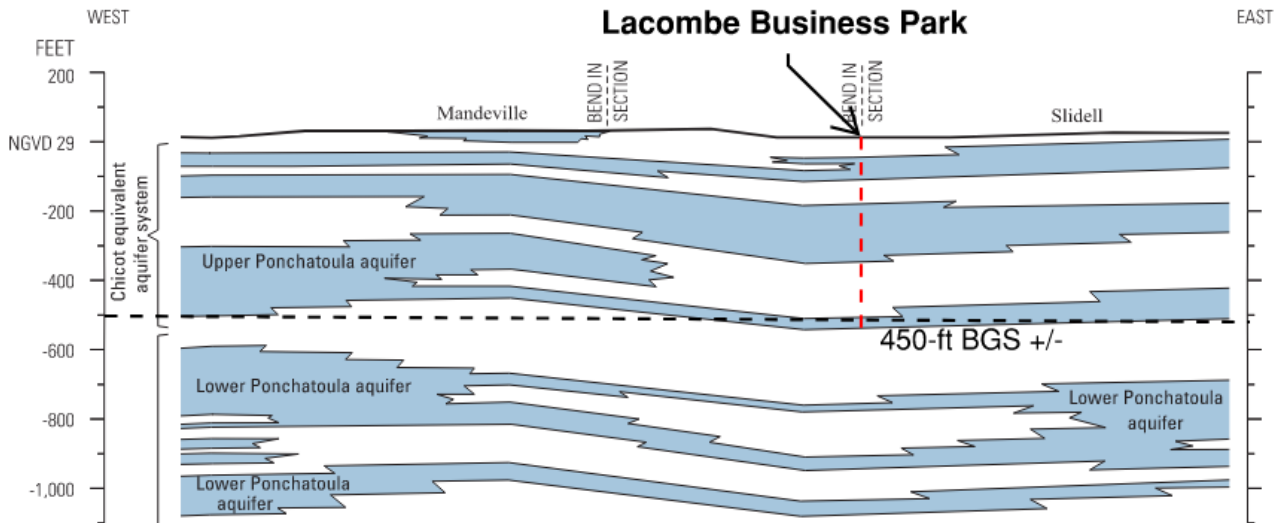 WEST
Lacombe Business Park
EAST
FEET
200
BEND IN
SECTION
BEND IN
SECTION
Mandeville
Slidell
NGVD 29
Chicot equivalent
aquifer system
-200
Upper Ponchatoula aquifer
-400
450-ft BGS +/-
-600
Lower Ponchatoula aquifer
Lower Ponchatoula
aquifer
-800
Lower Ponchatoula
aquifer
-1,000